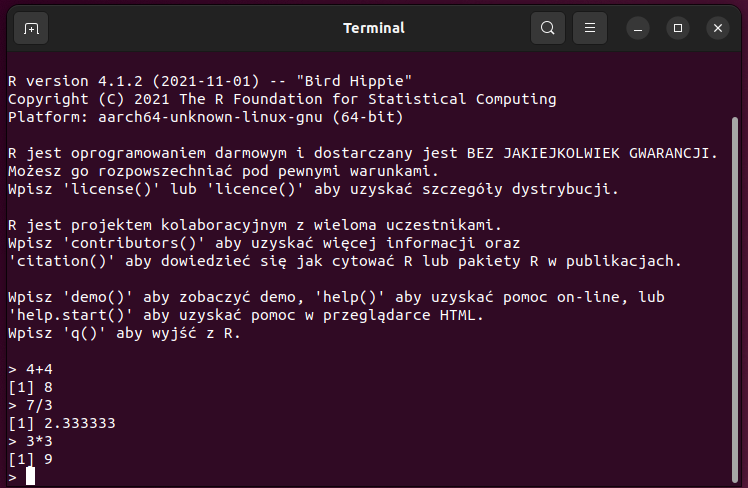 Terminal
R version 4.1.2 (2021-11-01) -- "Bird Hippie"
Copyright (C) 2021 The R Foundation for Statistical Computing
Platform: aarch64-unknown-linux-gnu (64-bit)
R jest oprogramowaniem darmowym i dostarczany jest BEZ JAKIEJKOLWIEK GWARANCJI.
Możesz go rozpowszechniać pod pewnymi warunkami.
Wpisz 'license()' lub 'licence()' aby uzyskać szczegóły dystrybucji.
R jest projektem kolaboracyjnym z wieloma uczestnikami.
Wpisz 'contributors()' aby uzyskać więcej informacji oraz
'citation()' aby dowiedzieć się jak cytować R lub pakiety R w publikacjach.
Wpisz 'demo()' aby zobaczyć demo, 'help()' aby uzyskać pomoc on-line, lub
'help.start()' aby uzyskać pomoc w przeglądarce HTML.
Wpisz 'q()' aby wyjść z R.
> 4+4
[1] 8
> 7/3
[1] 2.333333
> 3*3
[1] 9
>